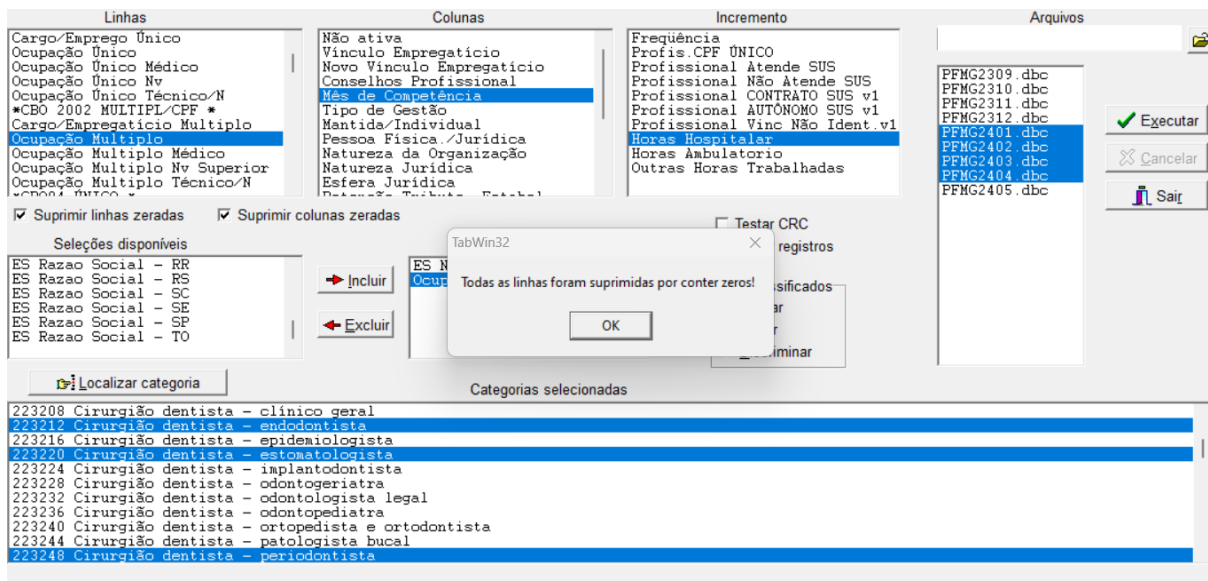 Linhas
Colunas
Incremento
Arquivos
Cargo/Emprego Único
Ocupação Único
Ocupação Único Médico
Ocupação Único Nv
Ocupação Único Técnico/N
*CBO 2002 MULTIPL/CPF *
Cargo/Empregatício Multiplo
Ocupação Multiplo
Ocupação Multiplo Médico
Ocupação Multiplo Nv Superior
Ocupação Multiplo Técnico/N
*CBO94 ÚNICO *
Não ativa
Vínculo Empregatício
Novo Vínculo Empregatício
Conselhos Profissional
Mês de Competência
Tipo de Gestão
Mantida/Individual
Pessoa Física./Jurídica
Natureza da Organização
Natureza Jurídica
Esfera Jurídica
Freqüência
Profis.CPF ÚNICO
Profissional Atende SUS
Profissional Não Atende SUS
Profissional CONTRATO SUS v1
Profissional AUTÔNOMO SUS v1
Profissional Vinc Não Ident.v1
Horas Hospitalar
Horas Ambulatorio
Outras Horas Trabalhadas
PFMG2309.dbc
PFMG2310.dbc
PFMG2311.dbc
PFMG2312.dbc
PFMG2401.dbc
PFMG2402.dbc
PFMG2403.dbc
PFMG2404.dbc
PFMG2405.dbc
Executar
Cancelar
Sair
Suprimir linhas zeradas
Suprimir colunas zeradas
Testar CRC
registros
Seleções disponíveis
ES Razao Social - RR
ES Razao Social - RS
ES Razao Social - SC
ES Razao Social - SE
ES Razao Social - SP
ES Razao Social - TO
Incluir
Excluir
ES N
Ocup
TabWin32
Todas as linhas foram suprimidas por conter zeros!
OK
ssificados
ar
r
iminar
Localizar categoria
Categorias selecionadas
223208 Cirurgião dentista - clínico geral
223212 Cirurgião dentista - endodontista
223216 Cirurgião dentista - epidemiologista
223220 Cirurgião dentista - estomatologista
223224 Cirurgião dentista - implantodontista
223228 Cirurgião dentista - odontogeriatra
223232 Cirurgião dentista - odontologista legal
223236 Cirurgião dentista - odontopediatra
223240 Cirurgião dentista - ortopedista e ortodontista
223244 Cirurgião dentista - patologista bucal
223248 Cirurgião dentista - periodontista